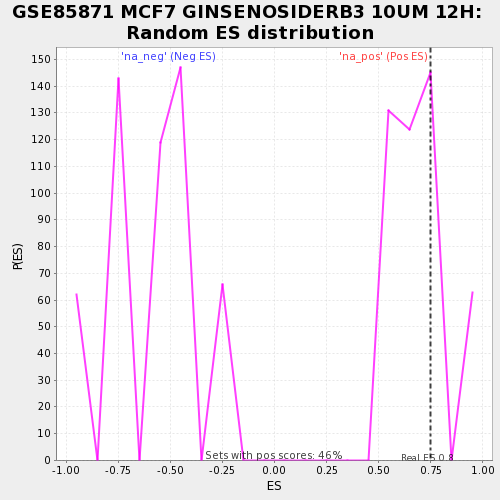 GSE85871 MCF7 GINSENOSIDERB3 10UM 12H:
Random ES distribution
'na_neg' (Neg ES)
'na_pos' (Pos ES)
150
140
130
120
110
100
90
80
70
60
50
40
30
20
10
0
P(ES)
Sets with pos scores: 46%
Real ES 0.8
-1.00 -0.75 -0.50 -0.25 0.00 0.25 0.50 0.75 1.00
ES